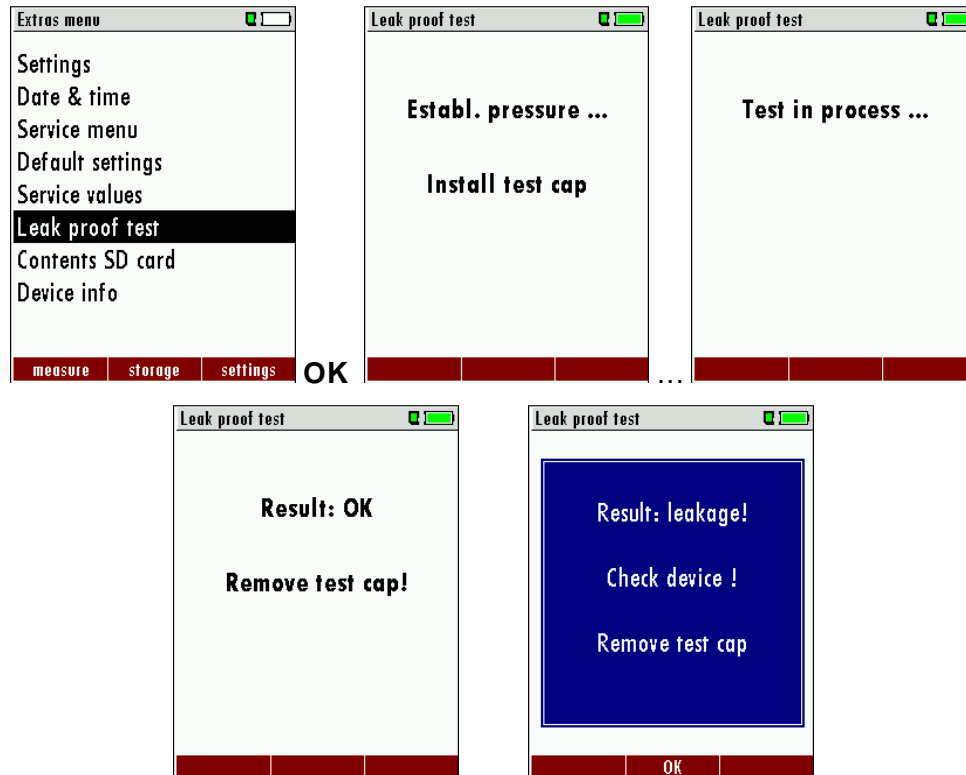 Extras menu
Settings
Date & time
Service menu
Default settings
Service values
Leak proof test
Contents SD card
Device info
measure storage settings
OK
Leak proof test
Establ. pressure ...
Install test cap
...
Leak proof test
Test in process ...
Leak proof test
Result: OK
Remove test cap!
Leak proof test
Result: leakage!
Check device !
Remove test cap
OK